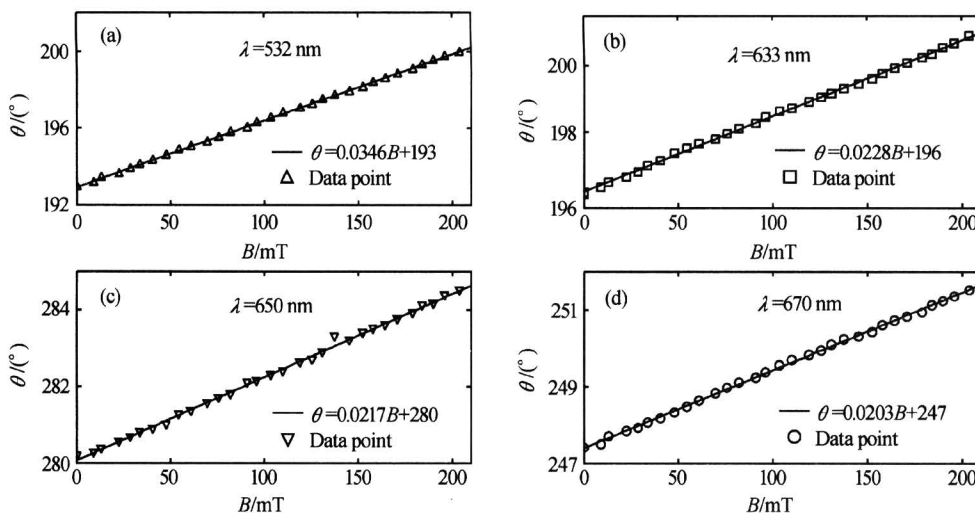 (a)
λ=532 nm
θ/(°)
200
196
192
θ=0.0346B+193
Data point
0 50 100 150 200
B/mT
(b)
λ=633 nm
θ/(°)
200
198
196
θ=0.0228B+196
Data point
0 50 100 150 200
B/mT
(c)
λ=650 nm
θ/(°)
284
282
280
θ=0.0217B+280
Data point
0 50 100 150 200
B/mT
(d)
λ=670 nm
θ/(°)
251
249
247
θ=0.0203B+247
Data point
0 50 100 150 200
B/mT